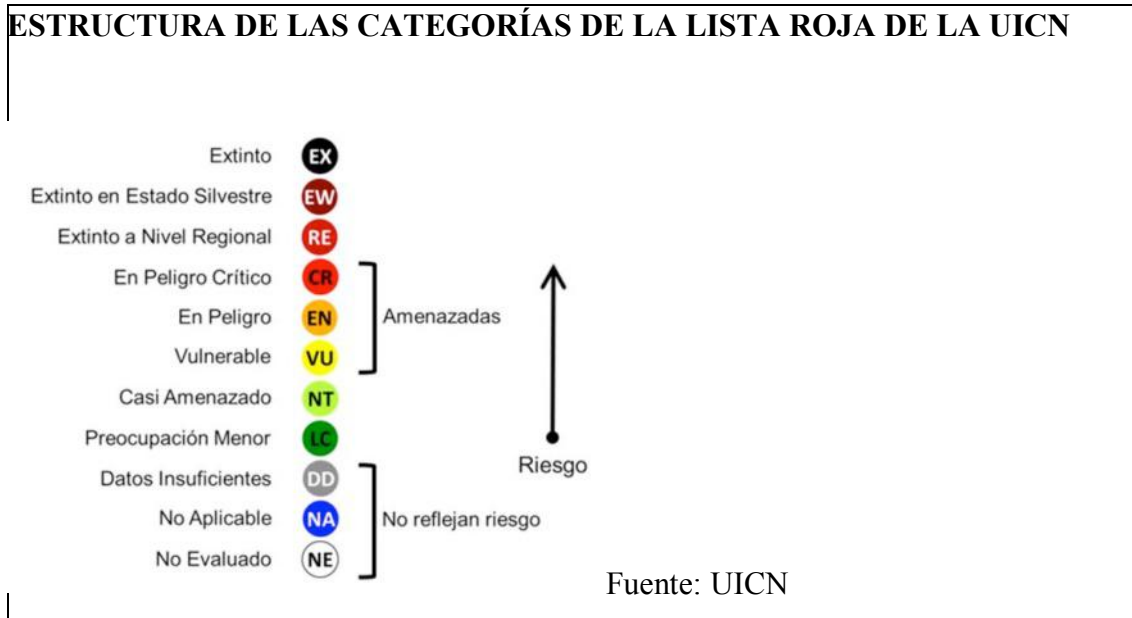 ESTRUCTURA DE LAS CATEGORÍAS DE LA LISTA ROJA DE LA UICN
Extinto EX
Extinto en Estado Silvestre EW
Extinto a Nivel Regional RE
En Peligro Crítico CR
En Peligro EN Amenazadas
Vulnerable VU
Casi Amenazado NT
Preocupación Menor LC
Riesgo
Datos Insuficientes DD
No Aplicable NA No reflejan riesgo
No Evaluado NE
Fuente: UICN